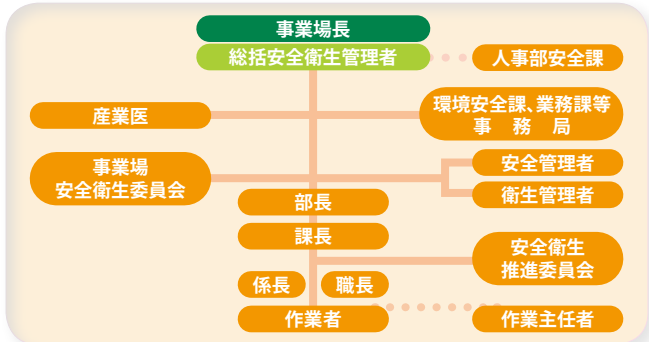 事業場長
総括安全衛生管理者
人事部安全課
産業医
環境安全課、業務課等
事務局
事業場
安全衛生委員会
安全管理者
衛生管理者
部長
課長
安全衛生
推進委員会
係長
職長
作業者
作業主任者